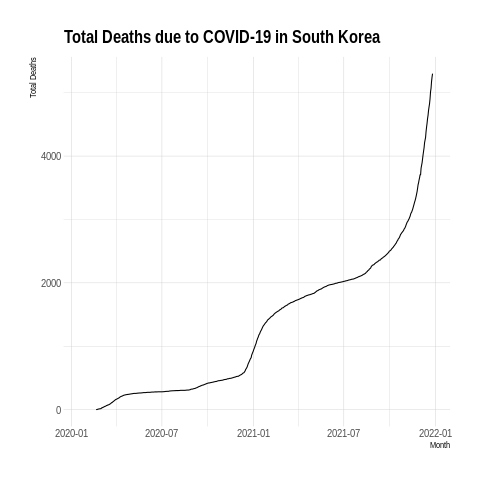 Total Deaths due to COVID-19 in South Korea
Total Deaths
4000
2000
0
2020-01 2020-07 2021-01 2021-07 2022-01
Month